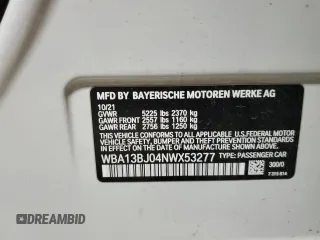 MFD BY BAYERISCHE MOTOREN WERKE AG
10/21
GVWR 5225 lbs 2370 kg
GAWR FRONT 2557 lbs 1160 kg
GAWR REAR 2756 lbs 1250 kg
THIS VEHICLE CONFORMS TO ALL APPLICABLE
U.S. FEDERAL MOTOR VEHICLE SAFETY,
BUMPER, AND THEFT PREVENTION
STANDARDS IN EFFECT ON THE DATE OF
MANUFACTURE SHOWN ABOVE.
WBA13BJ04NWX53277 TYPE: PASSENGER CAR
300/0
© DREAMBID
© DREAMBID